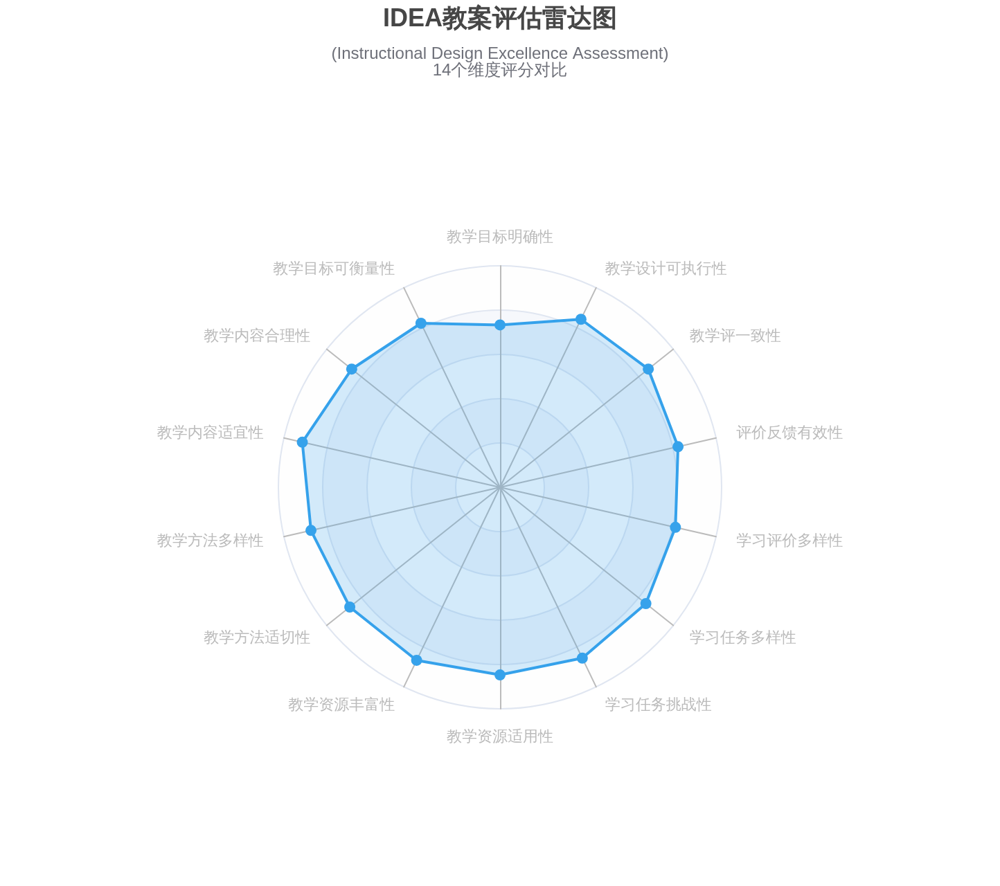 IDEA教案评估雷达图
(Instructional Design Excellence Assessment)
14个维度评分对比
教学目标明确性
教学目标可衡量性
教学设计可执行性
教学内容合理性
教学评一致性
教学内容适宜性
评价反馈有效性
教学方法多样性
学习评价多样性
教学方法适切性
学习任务多样性
教学资源丰富性
学习任务挑战性
教学资源适用性